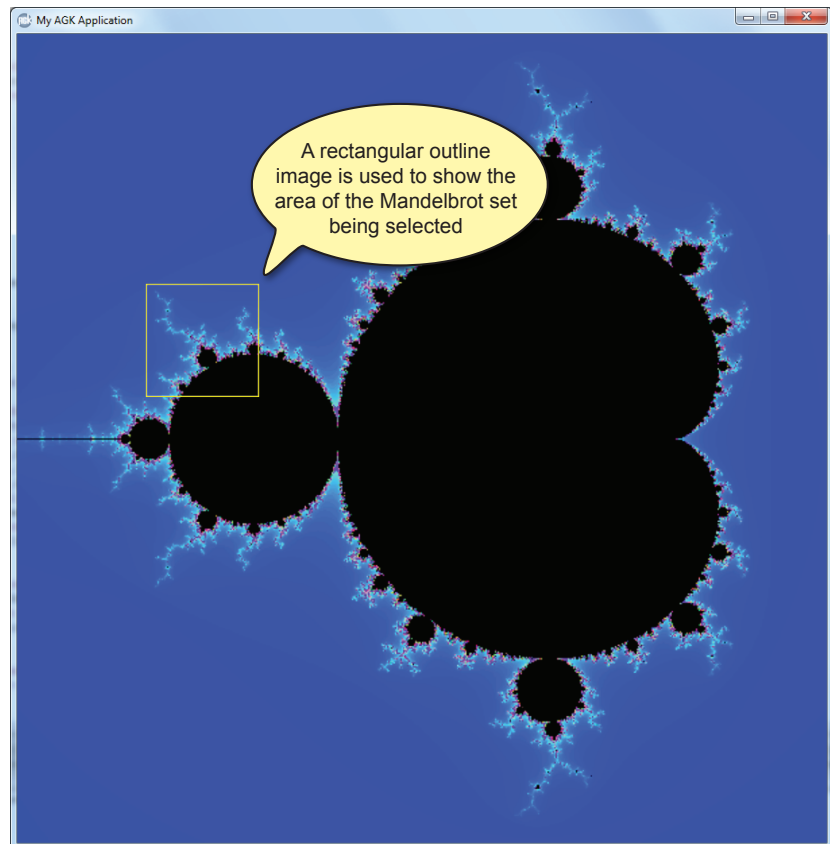 My AGK Application
A rectangular outline
image is used to show the
area of the Mandelbrot set
being selected